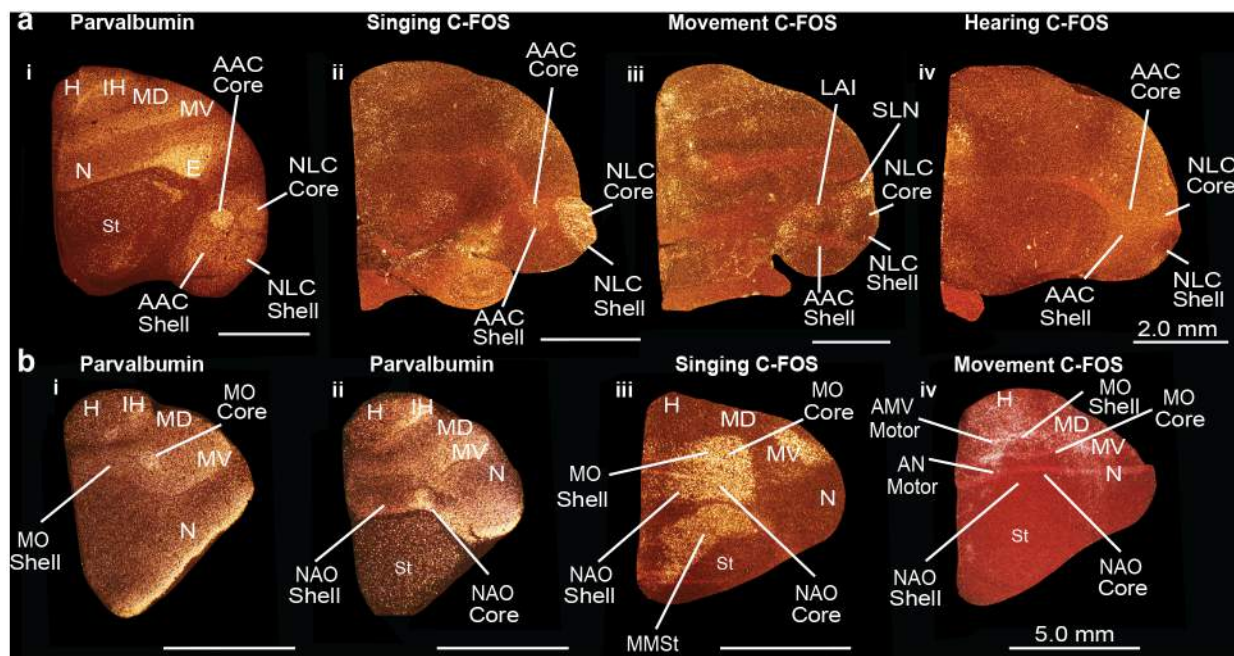 a
Parvalbumin
Singing C-FOS
Movement C-FOS
Hearing C-FOS
i
H
IH
MD
MV
AAC
Core
N
E
NLC
Core
St
AAC
Shell
NLC
Shell
ii
AAC
Core
NLC
Core
NLC
Shell
AAC
Shell
iii
LAI
SLN
NLC
Core
NLC
Shell
AAC
Shell
iv
AAC
Core
NLC
Core
NLC
Shell
AAC
Shell
2.0 mm
b
Parvalbumin
Parvalbumin
Singing C-FOS
Movement C-FOS
i
H
IH
MD
MO
Core
MV
N
MO
Shell
ii
H
IH
MD
MV
N
NAO
Shell
St
NAO
Core
iii
H
MD
MO
Core
MV
MO
Shell
N
NAO
Shell
St
NAO
Core
MMSt
iv
H
MO
Shell
AMV
Motor
MD
MO
Core
MV
AN
Motor
N
St
NAO
Shell
NAO
Core
5.0 mm